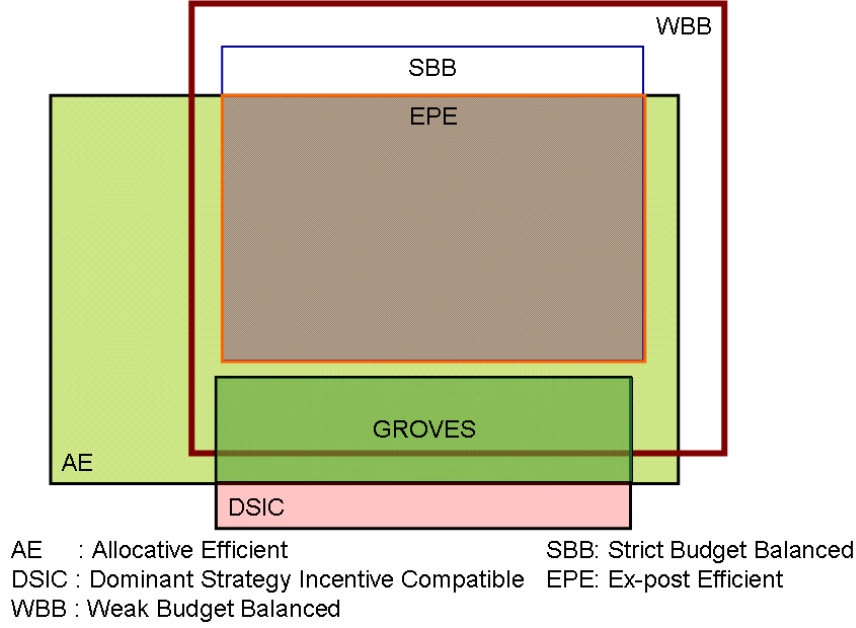 WBB
SBB
EPE
GROVES
AE
DSIC
AE : Allocative Efficient
SBB: Strict Budget Balanced
DSIC : Dominant Strategy Incentive Compatible
EPE: Ex-post Efficient
WBB : Weak Budget Balanced